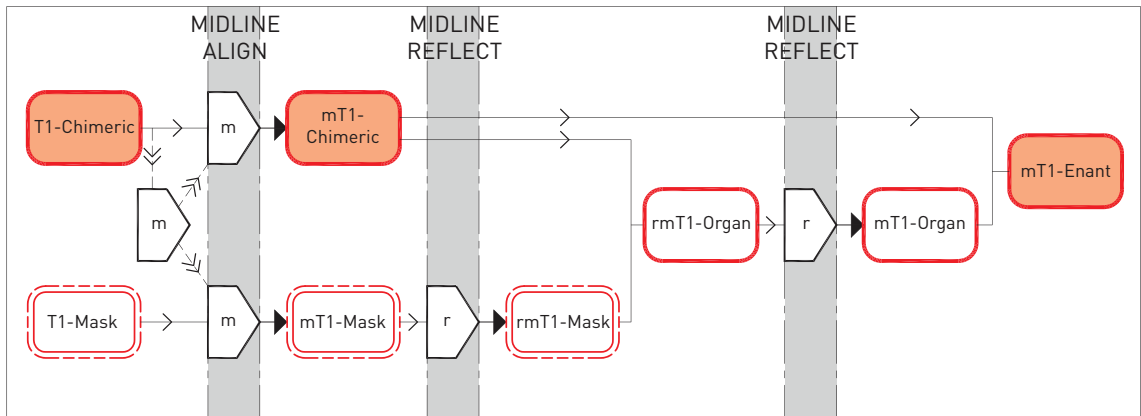 MIDLINE
ALIGN
MIDLINE
REFLECT
MIDLINE
REFLECT
T1-Chimeric
m
mT1-
Chimeric
mT1-Enant
m
rmT1-Organ
r
mT1-Organ
T1-Mask
m
mT1-Mask
r
rmT1-Mask